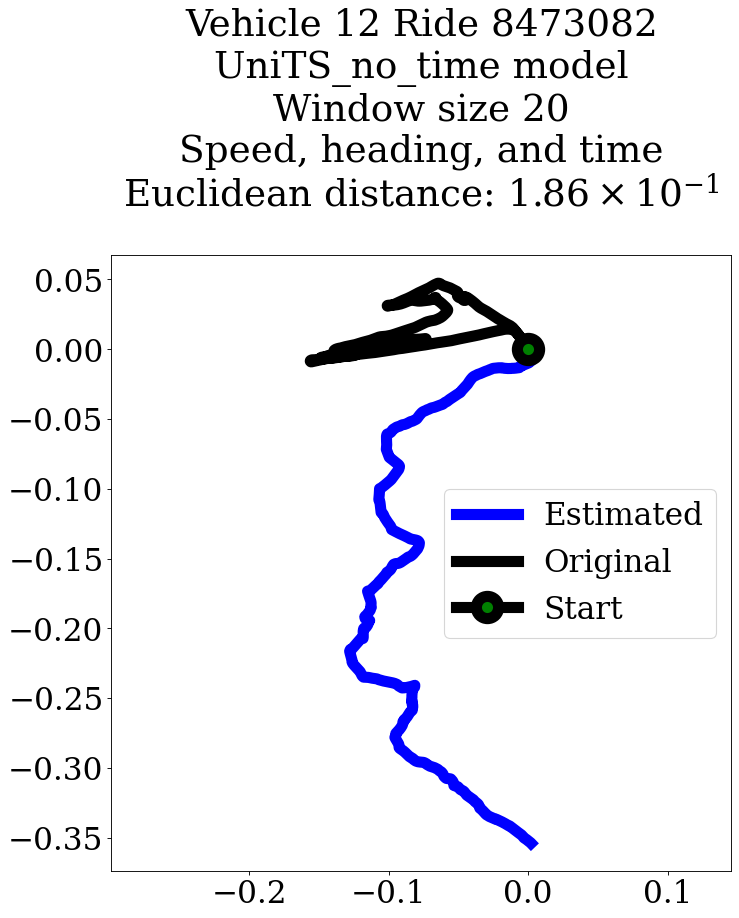 Vehicle 12 Ride 8473082
UniTS_no_time model
Window size 20
Speed, heading, and time
Euclidean distance: 1.86 × 10⁻¹
0.05
0.00
−0.05
−0.10
−0.15
−0.20
−0.25
−0.30
−0.35
Estimated
Original
Start
−0.2 −0.1 0.0 0.1